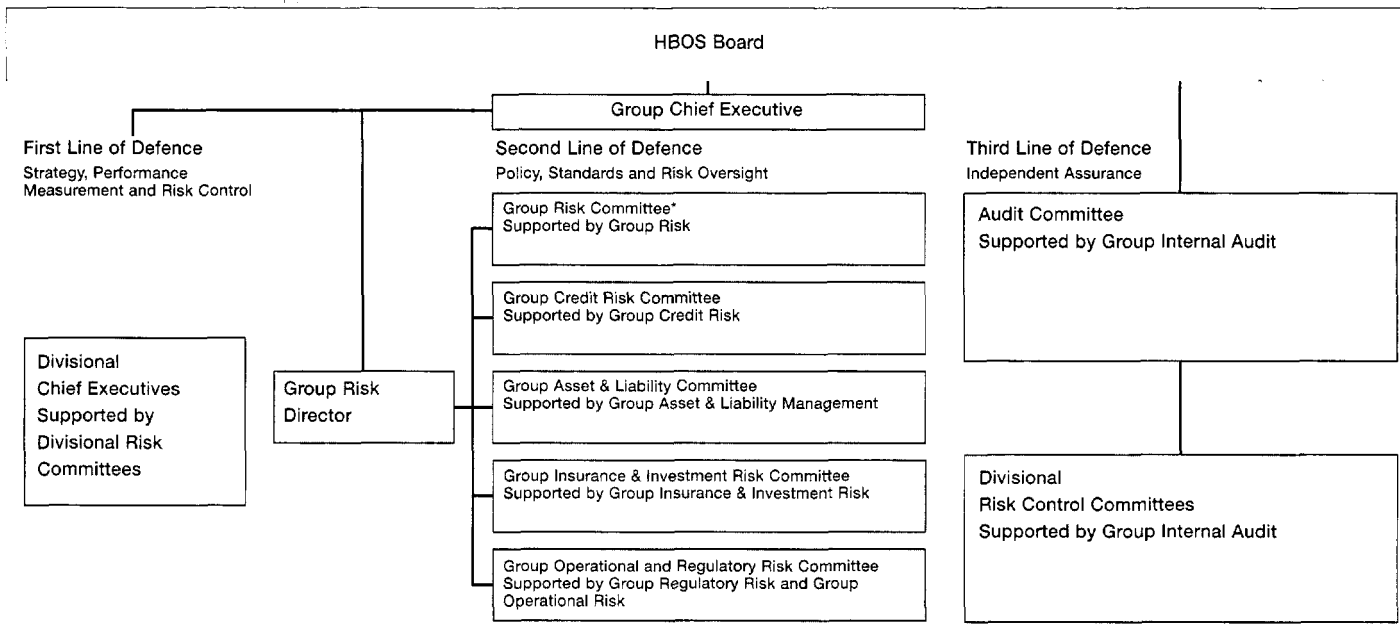 HBOS Board
Group Chief Executive
First Line of Defence
Strategy, Performance
Measurement and Risk Control
Second Line of Defence
Policy, Standards and Risk Oversight
Third Line of Defence
Independent Assurance
Group Risk Committee*
Supported by Group Risk
Audit Committee
Supported by Group Internal Audit
Group Credit Risk Committee
Supported by Group Credit Risk
Divisional
Chief Executives
Supported by
Divisional Risk
Committees
Group Risk
Director
Group Asset & Liability Committee
Supported by Group Asset & Liability Management
Group Insurance & Investment Risk Committee
Supported by Group Insurance & Investment Risk
Divisional
Risk Control Committees
Supported by Group Internal Audit
Group Operational and Regulatory Risk Committee
Supported by Group Regulatory Risk and Group
Operational Risk